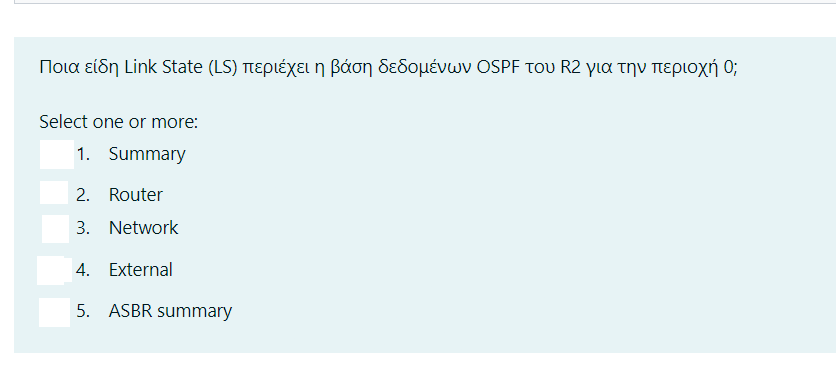 Ποια είδη Link State (LS) περιέχει η βάση δεδομένων OSPF του R2 για την περιοχή 0;
Select one or more:
1. Summary
2. Router
3. Network
4. External
5. ASBR summary